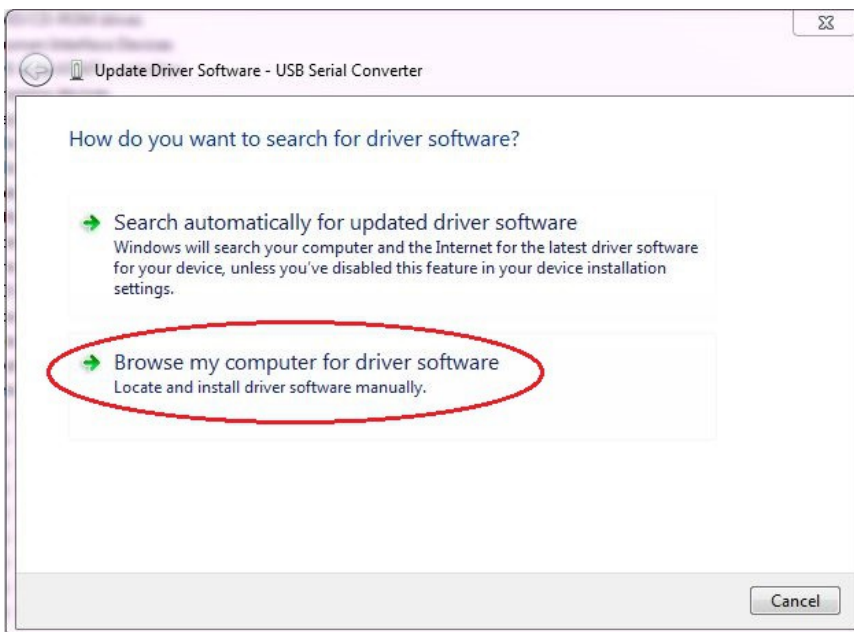 Update Driver Software - USB Serial Converter
How do you want to search for driver software?
Search automatically for updated driver software
Windows will search your computer and the Internet for the latest driver software
for your device, unless you've disabled this feature in your device installation
settings.
Browse my computer for driver software
Locate and install driver software manually.
Cancel